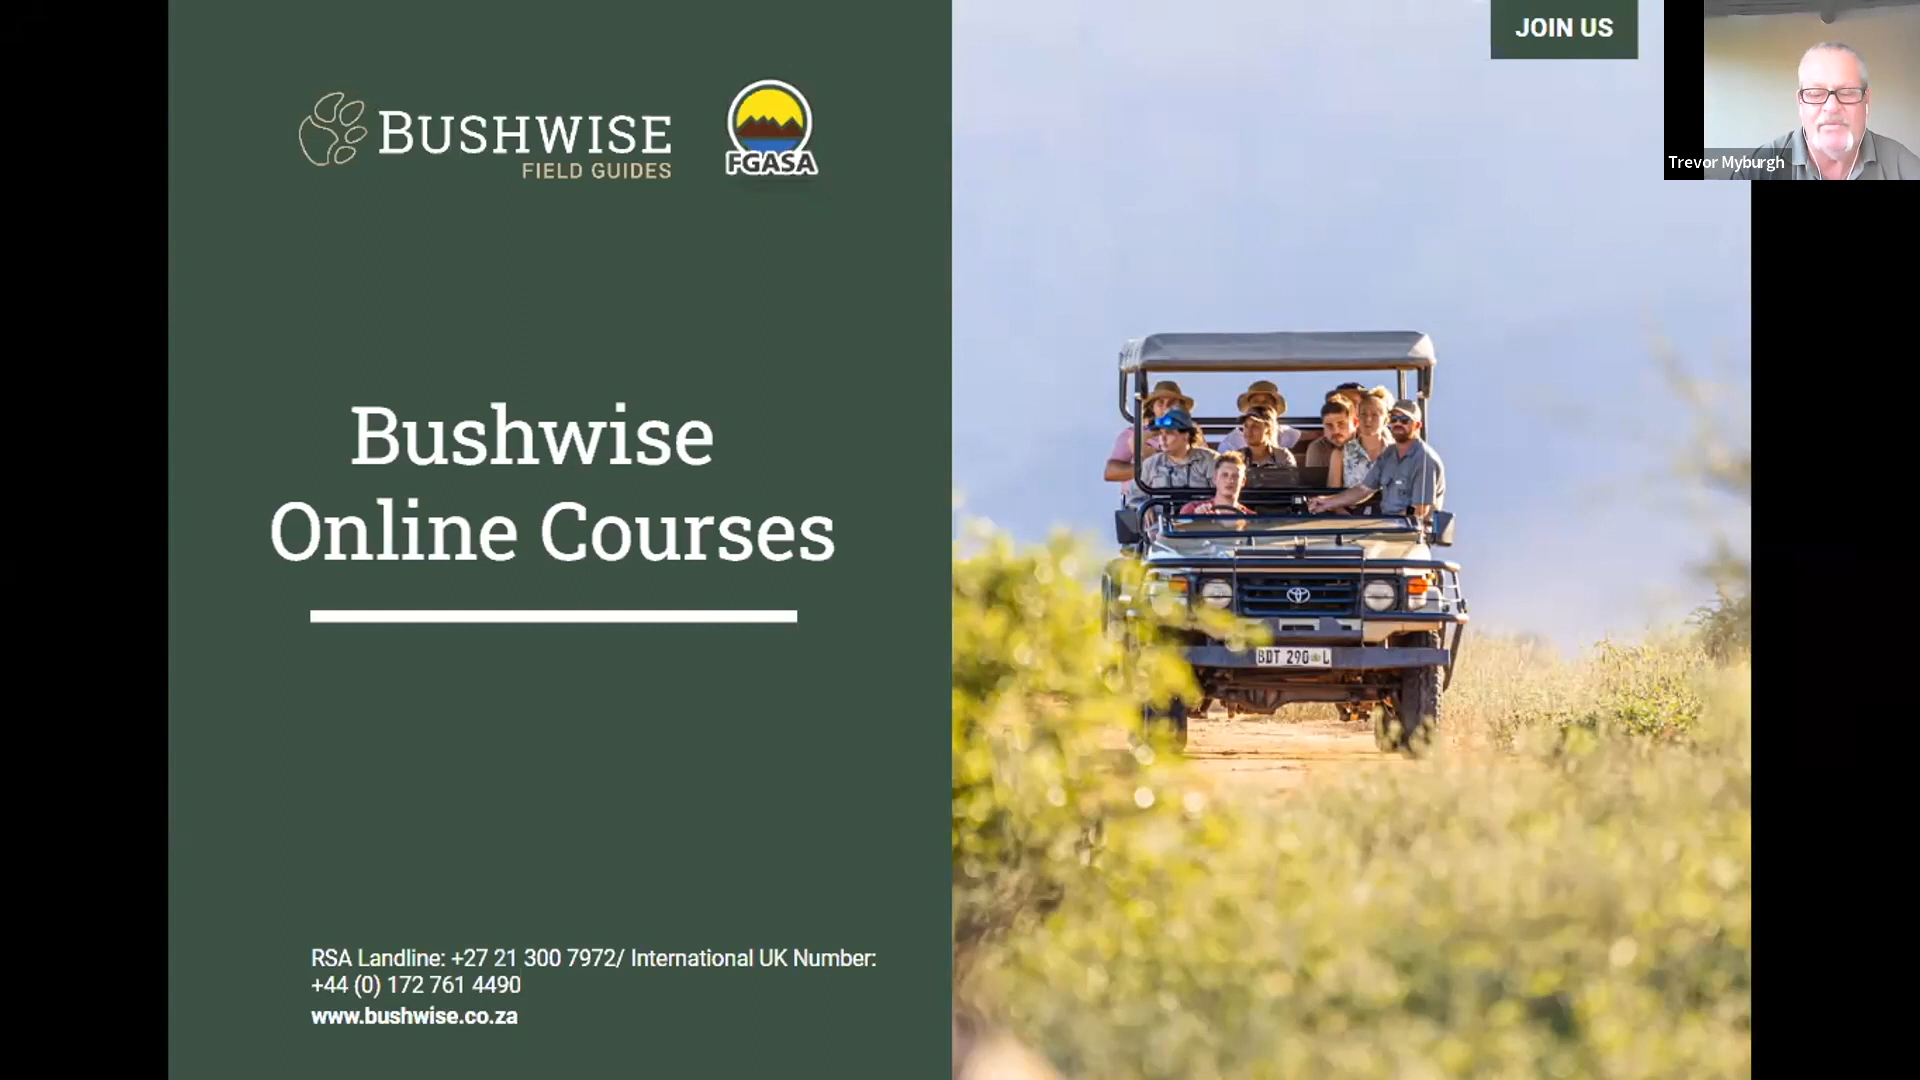 JOIN US
BUSHWISE
FIELD GUIDES
FGASA
Trevor Myburgh
Bushwise
Online Courses
BDT 290 L
RSA Landline: +27 21 300 7972/ International UK Number:
+44 (0) 172 761 4490
www.bushwise.co.za